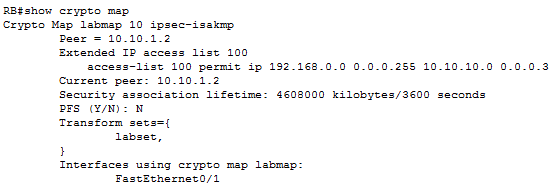 RB#show crypto map
Crypto Map labmap 10 ipsec-isakmp
Peer = 10.10.1.2
Extended IP access list 100
access-list 100 permit ip 192.168.0.0 0.0.0.255 10.10.10.0 0.0.0.3
Current peer: 10.10.1.2
Security association lifetime: 4608000 kilobytes/3600 seconds
PFS (Y/N): N
Transform sets={
labset,
}
Interfaces using crypto map labmap:
FastEthernet0/1